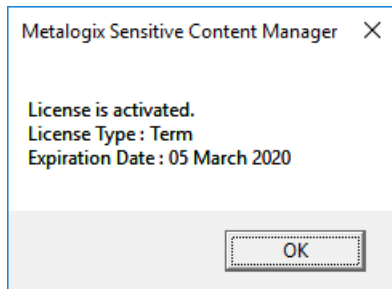 Metalogix Sensitive Content Manager
License is activated.
License Type : Term
Expiration Date : 05 March 2020
OK